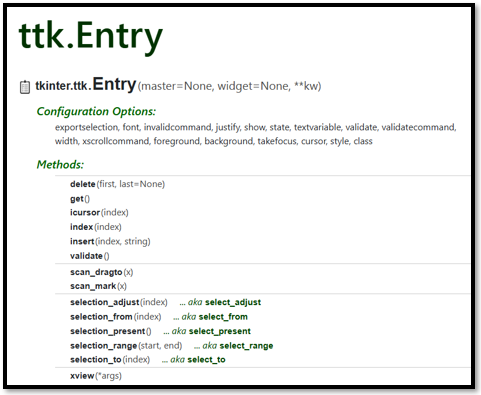 ttk.Entry
tkinter.ttk.Entry(master=None, widget=None, **kw)
Configuration Options:
exportselection, font, invalidcommand, justify, show, state, textvariable, validate, validatecommand,
width, xscrollcommand, foreground, background, takefocus, cursor, style, class
Methods:
delete(first, last=None)
get()
icursor(index)
index(index)
insert(index, string)
validate()
scan_dragto(x)
scan_mark(x)
selection_adjust(index) ... aka select_adjust
selection_from(index) ... aka select_from
selection_present() ... aka select_present
selection_range(start, end) ... aka select_range
selection_to(index) ... aka select_to
xview(*args)